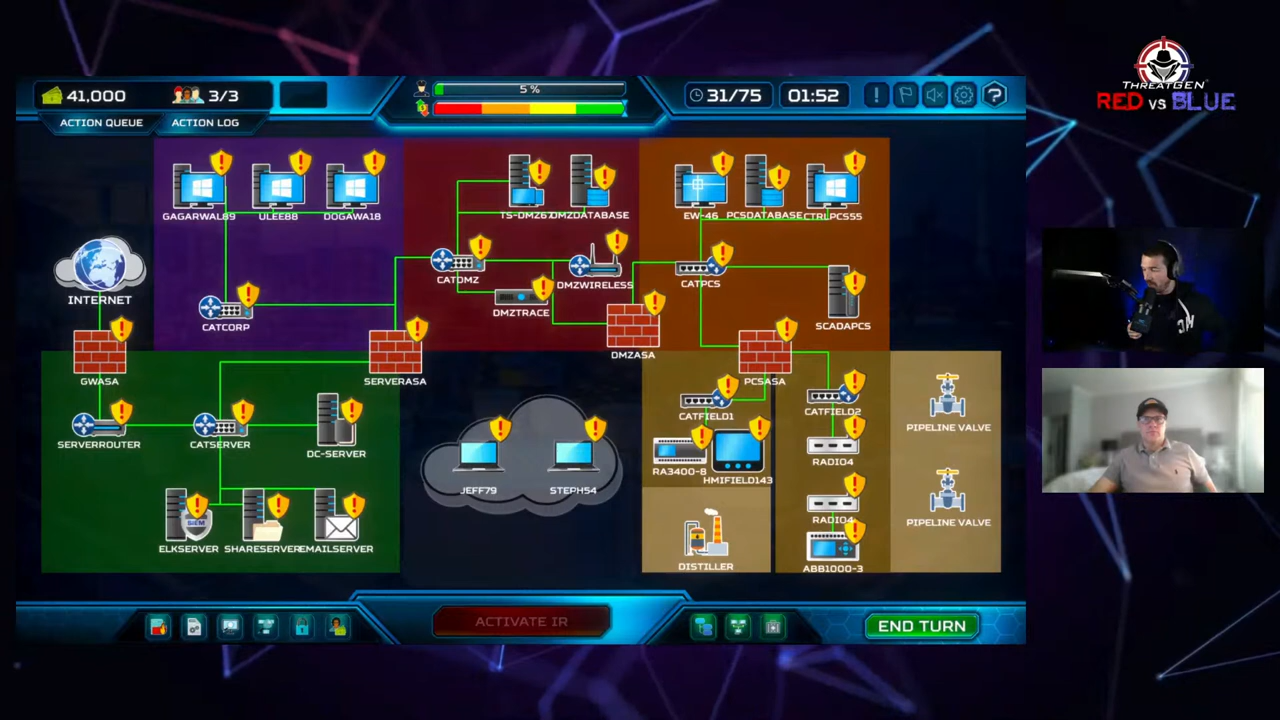 THREATGEN
RED vs BLUE
41,000
3/3
5%
31/75
01:52
ACTION QUEUE
ACTION LOG
GAGARWAL89
ULEE88
DOGAWA18
DMZDATABASE
EW-46
PCSDATABASE
CTRLPCS55
INTERNET
CATCORP
CATDMZ
DMZWIRELESS
DMZTRACE
CATPCS
SCADAPCS
GWASA
SERVERASA
DMZASA
PCSASA
SERVERROUTER
CATSERVER
DC-SERVER
CATFIELD1
CATFIELD2
PIPELINE VALVE
RA3400-8
HMIFIELD143
RADIO4
JEFF79
STEPH54
RADIO4
PIPELINE VALVE
SIEM
ELKSERVER
SHARESERVER
EMAILSERVER
DISTILLER
ABB1000-3
ACTIVATE IR
END TURN